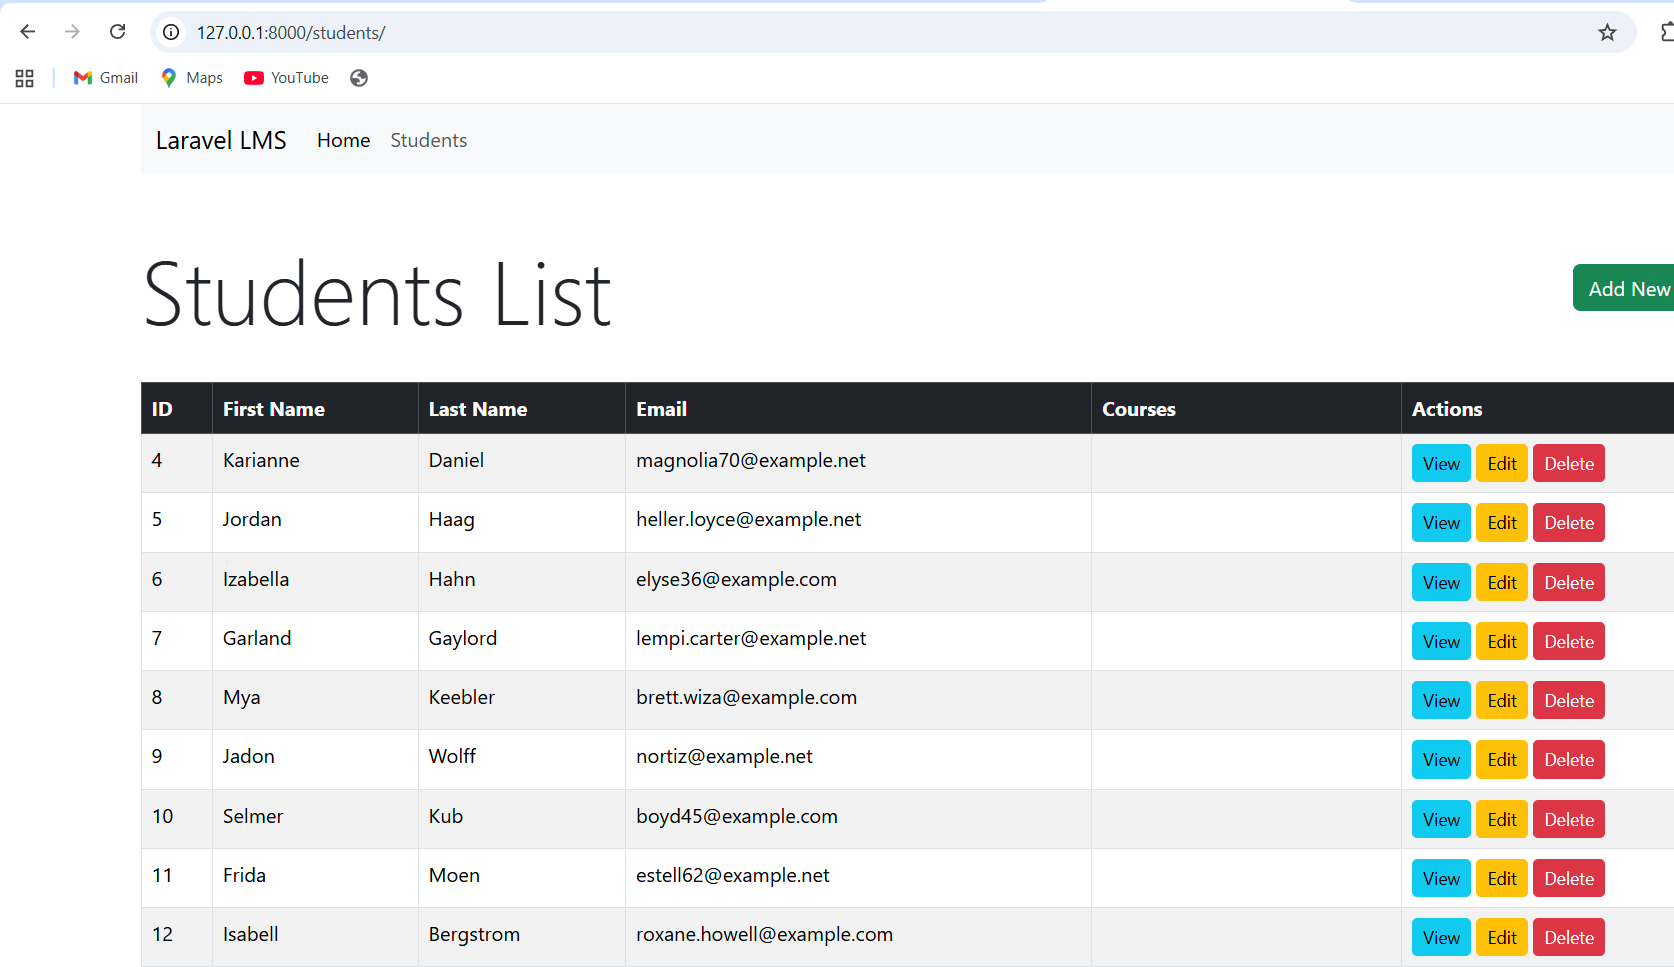 127.0.0.1:8000/students/
Gmail Maps YouTube
Laravel LMS Home Students
Students List
Add New
ID First Name Last Name Email Courses Actions
4 Karianne Daniel magnolia70@example.net View Edit Delete
5 Jordan Haag heller.loyce@example.net View Edit Delete
6 Izabella Hahn elyse36@example.com View Edit Delete
7 Garland Gaylord lempi.carter@example.net View Edit Delete
8 Mya Keebler brett.wiza@example.com View Edit Delete
9 Jadon Wolff nortiz@example.net View Edit Delete
10 Selmer Kub boyd45@example.com View Edit Delete
11 Frida Moen estell62@example.net View Edit Delete
12 Isabell Bergstrom roxane.howell@example.com View Edit Delete